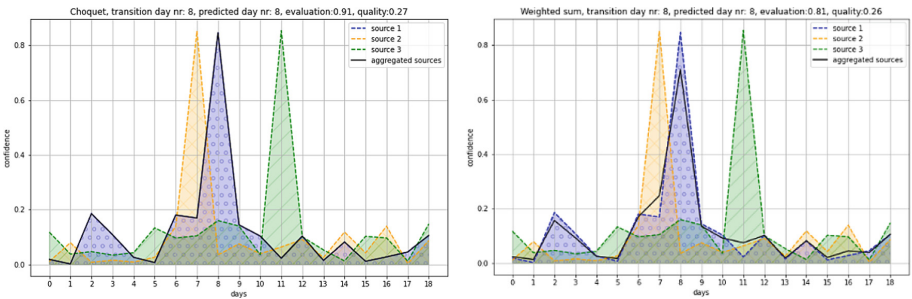 Choquet, transition day nr: 8, predicted day nr: 8, evaluation:0.91, quality:0.27
source 1
source 2
source 3
aggregated sources
0.8
0.6
0.4
0.2
0.0
confidence
0 1 2 3 4 5 6 7 8 9 10 11 12 13 14 15 16 17 18
days
Weighted sum, transition day nr: 8, predicted day nr: 8, evaluation:0.81, quality:0.26
source 1
source 2
source 3
aggregated sources
0.8
0.6
0.4
0.2
0.0
confidence
0 1 2 3 4 5 6 7 8 9 10 11 12 13 14 15 16 17 18
days